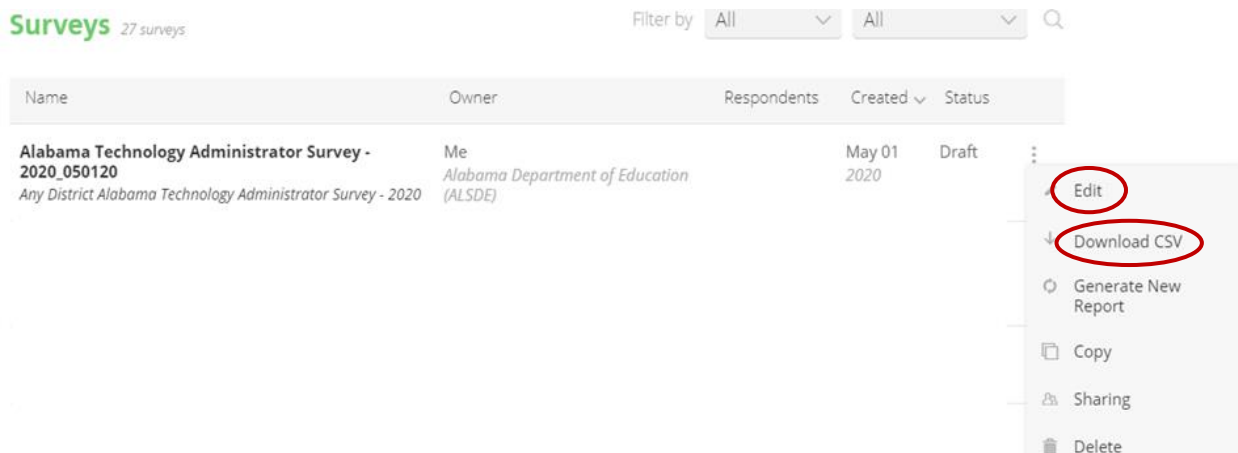 Surveys 27 surveys Filter by All All
Name Owner Respondents Created Status
Alabama Technology Administrator Survey - Me May 01 Draft
2020_050120 Alabama Department of Education 2020
Any District Alabama Technology Administrator Survey - 2020 (ALSDE)
Edit
Download CSV
Generate New
Report
Copy
Sharing
Delete